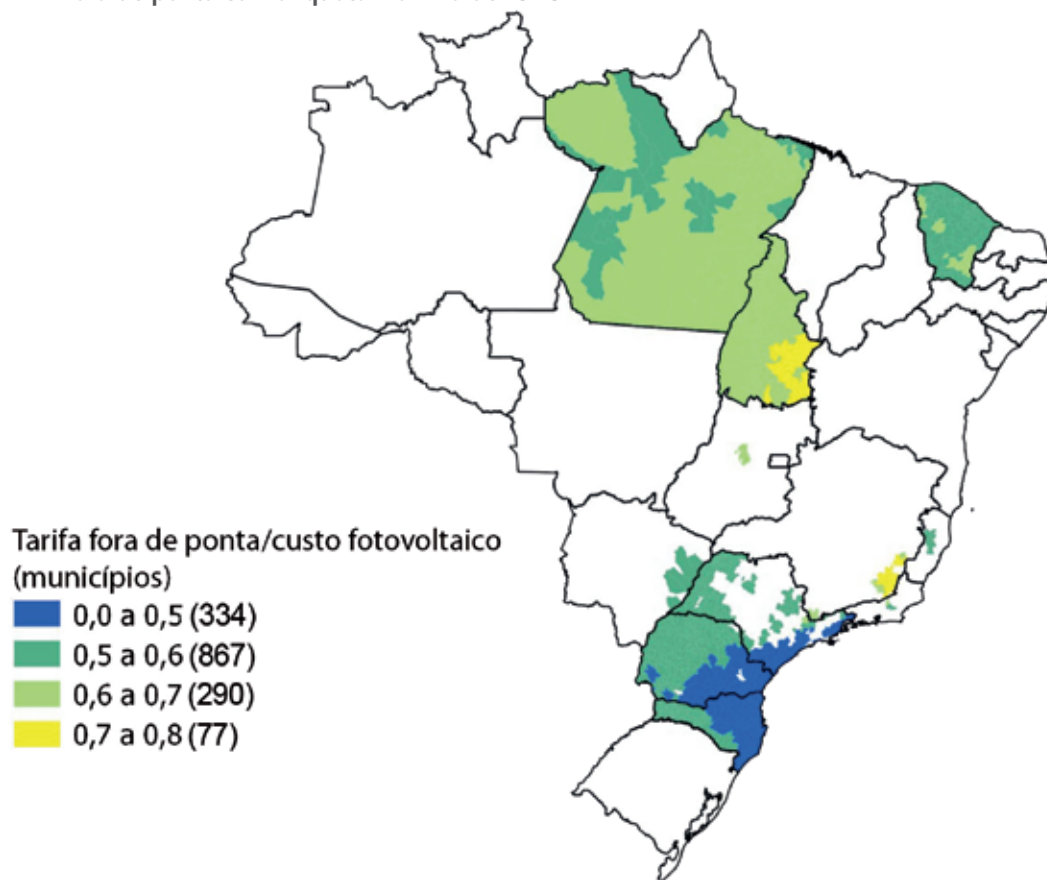 Tarifa fora de ponta/custo fotovoltaico
(municípios)
0,0 a 0,5 (334)
0,5 a 0,6 (867)
0,6 a 0,7 (290)
0,7 a 0,8 (77)